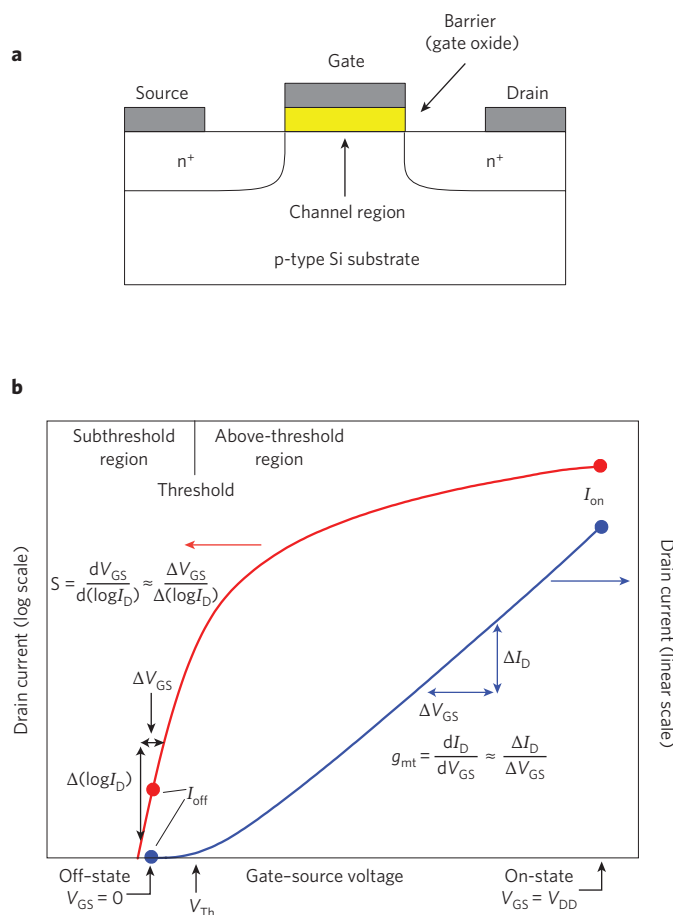 a
Barrier
(gate oxide)
Gate
Source
Drain
n+
n+
Channel region
p-type Si substrate
b
Subthreshold
region
Above-threshold
region
Threshold
Ion
S = dVGS/d(logID) ≈ ΔVGS/Δ(logID)
ΔVGS
Δ(logID)
Ioff
ΔID
ΔVGS
gmt = dID/dVGS ≈ ΔID/ΔVGS
Drain current (log scale)
Drain current (linear scale)
Off-state
VGS = 0
VTh
Gate–source voltage
On-state
VGS = VDD